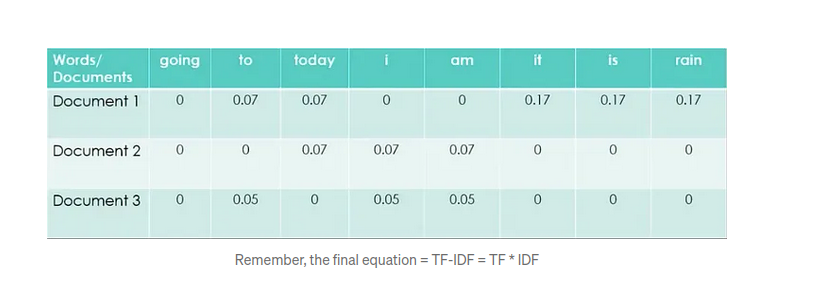 Words/ Documents going to today i am it is rain
Document 1 0 0.07 0.07 0 0 0.17 0.17 0.17
Document 2 0 0 0.07 0.07 0.07 0 0 0
Document 3 0 0.05 0 0.05 0.05 0 0 0
Remember, the final equation = TF-IDF = TF * IDF